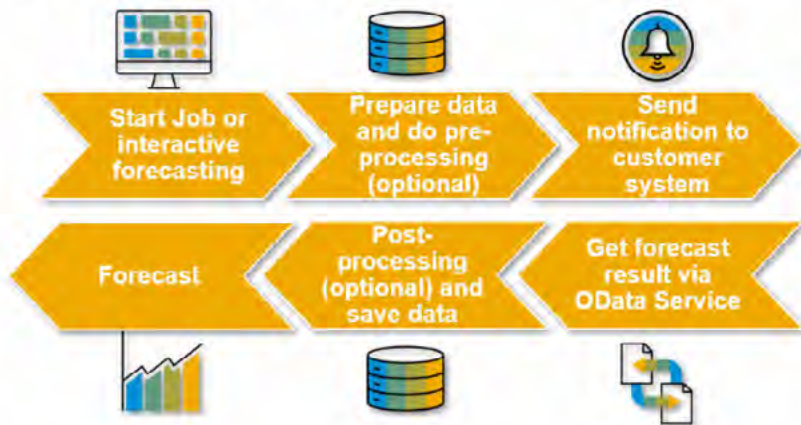 Start Job or
interactive
forecasting
Prepare data
and do pre-
processing
(optional)
Send
notification to
customer
system
Forecast
Post-
processing
(optional) and
save data
Get forecast
result via
OData Service